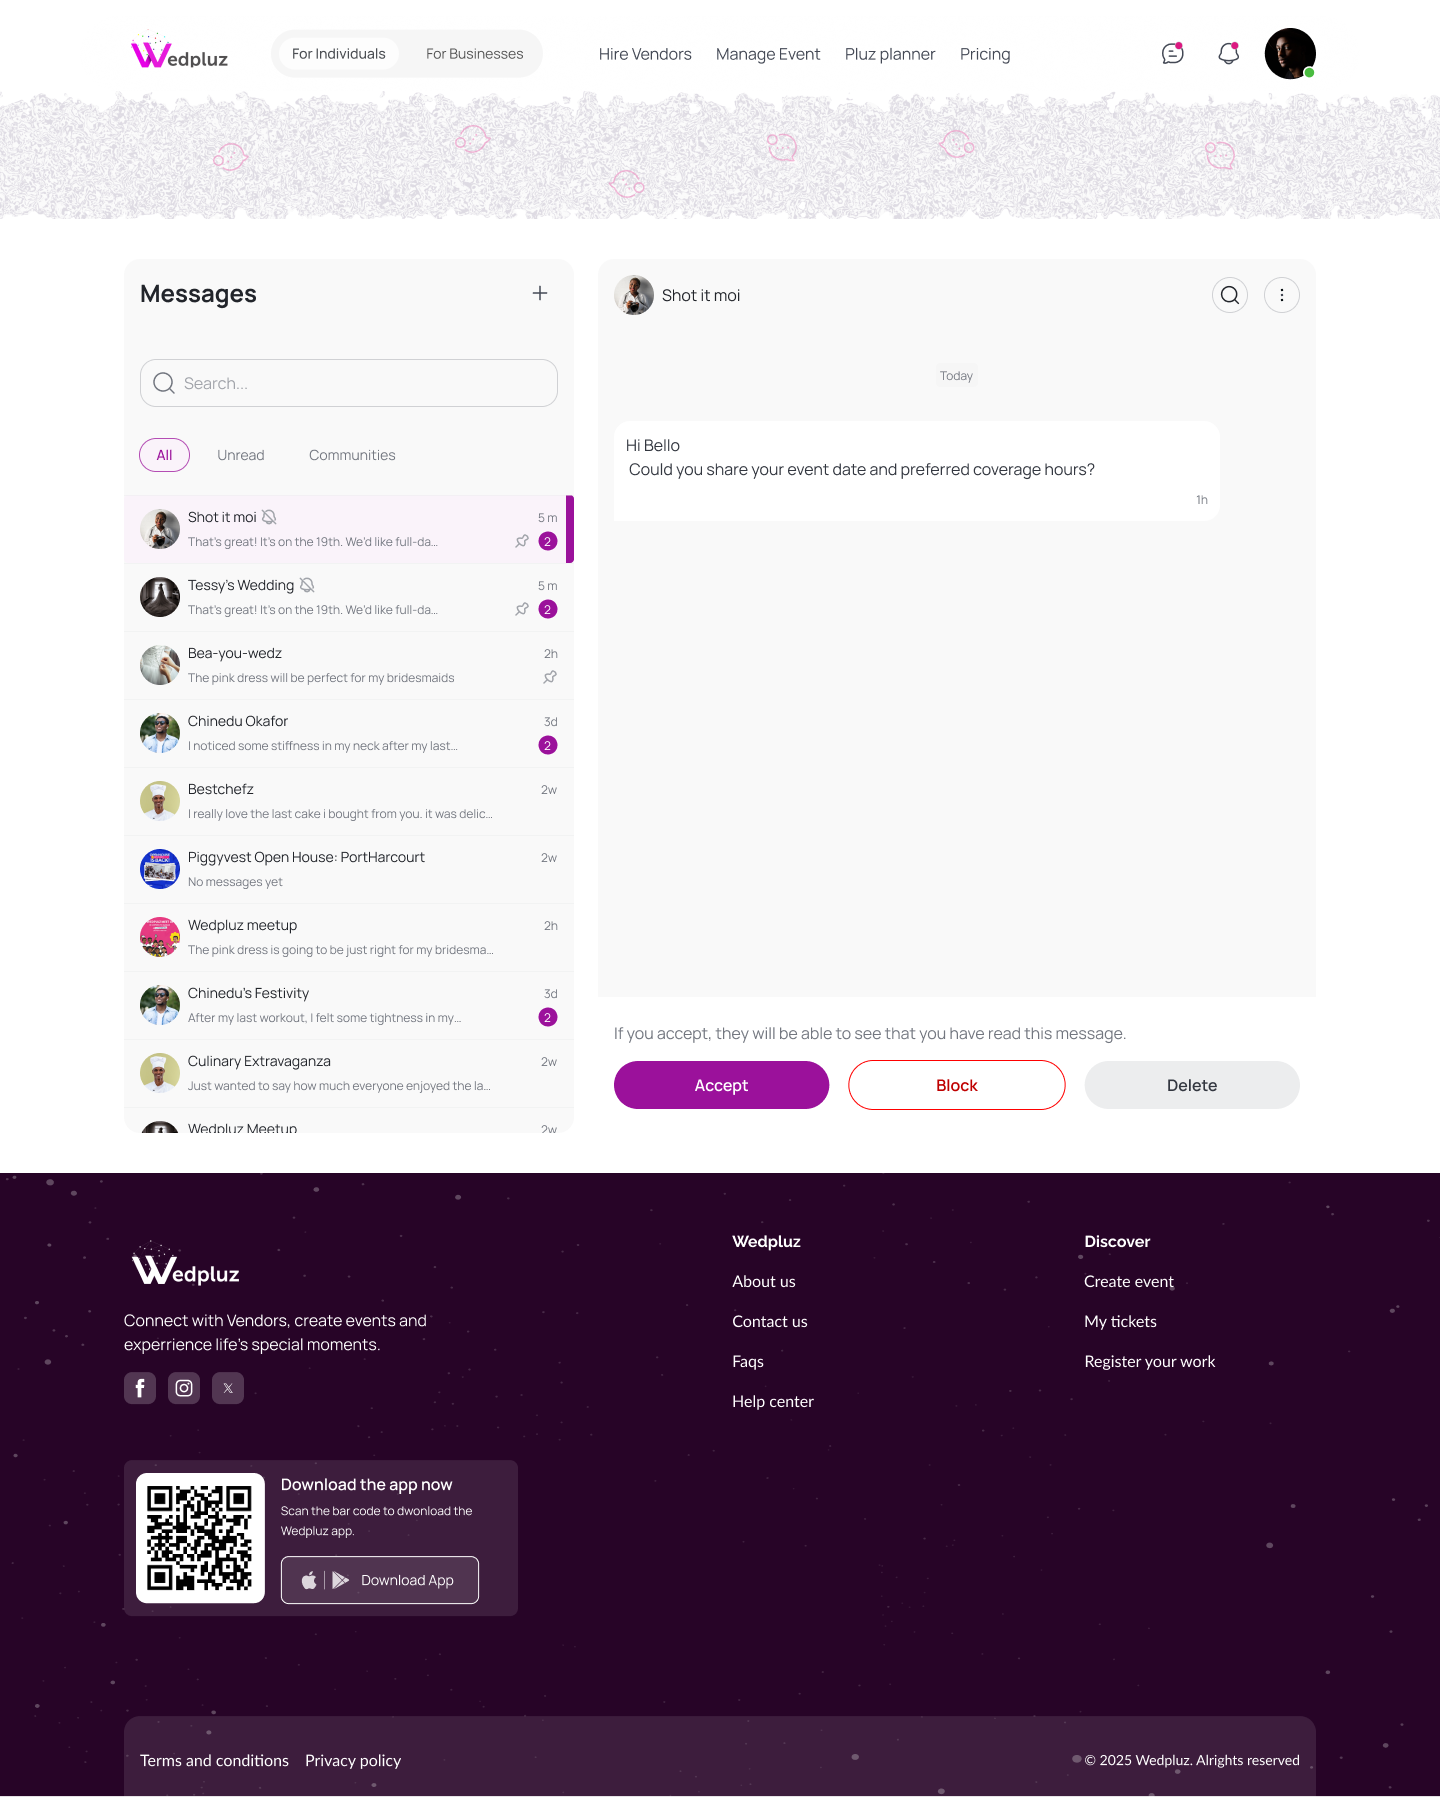 Wedpluz
For Individuals
For Businesses
Hire Vendors
Manage Event
Pluz planner
Pricing
Messages
Search...
All
Unread
Communities
Shot it moi
5 m
That's great! It's on the 19th. We'd like full-da...
2
Tessy's Wedding
5 m
That's great! It's on the 19th. We'd like full-da...
2
Bea-you-wedz
2h
The pink dress will be perfect for my bridesmaids
Chinedu Okafor
3d
I noticed some stiffness in my neck after my last...
2
Bestchefz
2w
I really love the last cake i bought from you. it was delic...
Piggyvest Open House: PortHarcourt
2w
No messages yet
Wedpluz meetup
2h
The pink dress is going to be just right for my bridesma...
Chinedu's Festivity
3d
After my last workout, I felt some tightness in my...
2
Culinary Extravaganza
2w
Just wanted to say how much everyone enjoyed the la...
Wedpluz Meetup
2w
Shot it moi
Today
Hi Bello
Could you share your event date and preferred coverage hours?
1h
If you accept, they will be able to see that you have read this message.
Accept
Block
Delete
Wedpluz
Connect with Vendors, create events and
experience life's special moments.
Download the app now
Scan the bar code to dwonload the
Wedpluz app.
Download App
Wedpluz
About us
Contact us
Faqs
Help center
Discover
Create event
My tickets
Register your work
Terms and conditions
Privacy policy
© 2025 Wedpluz. Alrights reserved